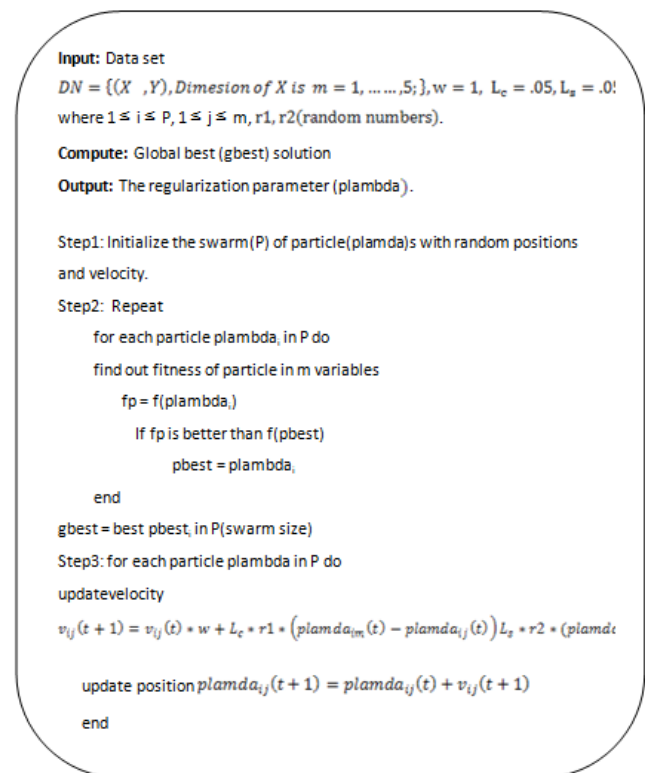 Input: Data set
DN = {(X ,Y), Dimesion of X is m = 1, ... ...,5; }, w = 1, L_c = .05, L_s = .05
where 1 ≤ i ≤ P, 1 ≤ j ≤ m, r1, r2(random numbers).
Compute: Global best (gbest) solution
Output: The regularization parameter (plambda).
Step1: Initialize the swarm(P) of particle(plamda)s with random positions
and velocity.
Step2: Repeat
for each particle plambda_i in P do
find out fitness of particle in m variables
fp = f(plambda_i)
If fp is better than f(pbest)
pbest = plambda_i
end
gbest = best pbest_i in P(swarm size)
Step3: for each particle plambda in P do
updatevelocity
v_ij(t + 1) = v_ij(t) * w + L_c * r1 * (plamda_im(t) − plamda_ij(t)) L_s * r2 * (plamda
update position plamda_ij(t + 1) = plamda_ij(t) + v_ij(t + 1)
end